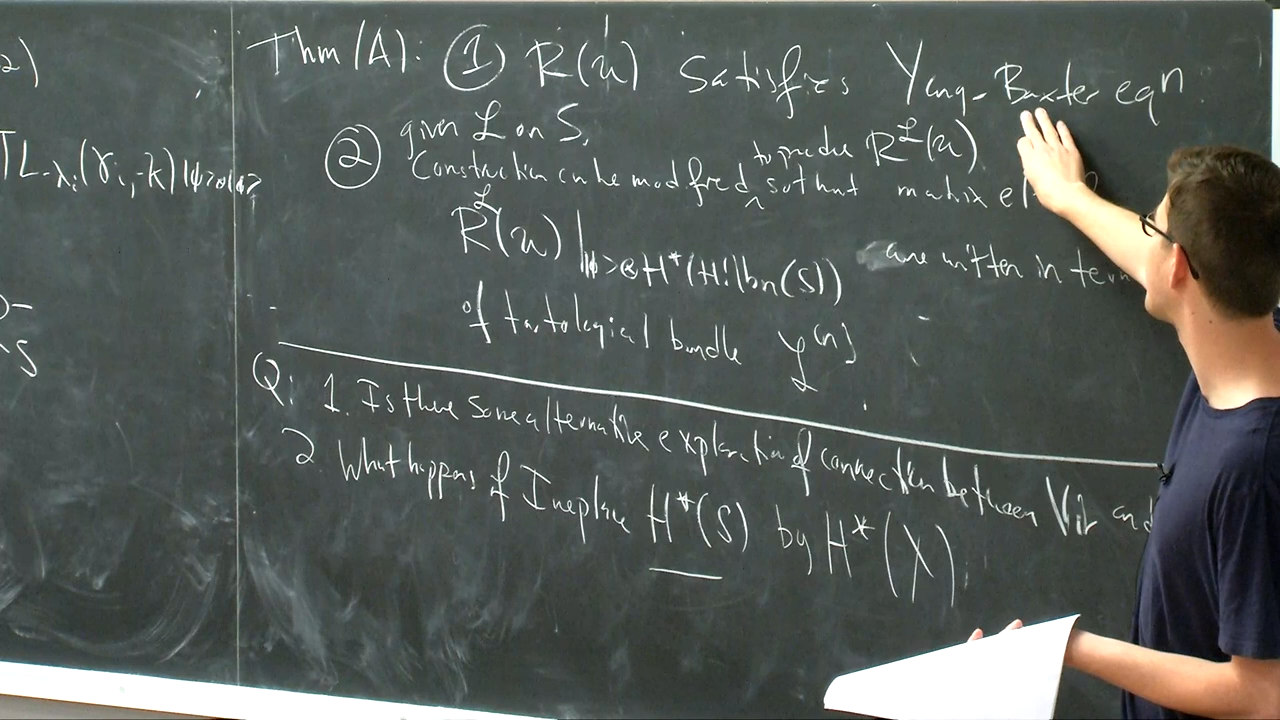 2)
Thm (A): ① R(u) satisfies Yang-Baxter eqn.
② given L on S,
Construction can be modified ^ to produce R^L(u) so that matrix el
R^L(u)| H*(Hilbn(S)) are written in term
of tautological bundle y^(n)
Q: 1. Is there some alternative explanation of connection between Vir and
2. What happens if I replace H*(S) by H*(X).
S